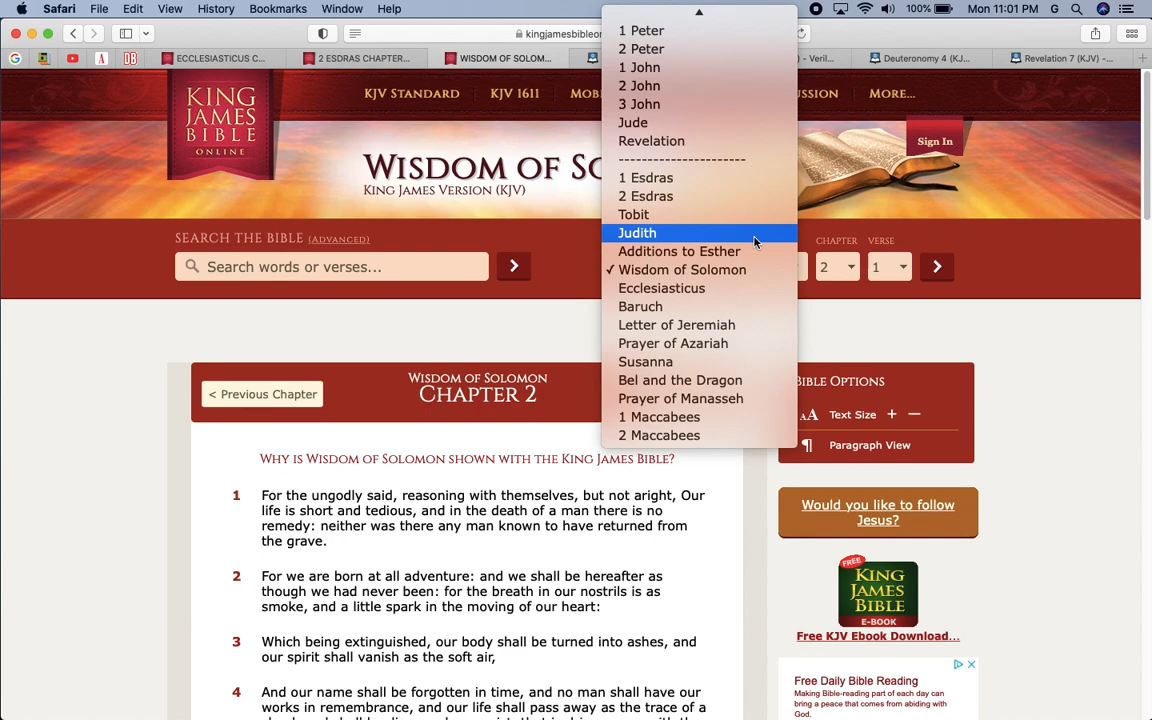 Safari File Edit View History Bookmarks Window Help
100% Mon 11:01 PM G
kingjamesbibleor
ECCLESIASTICUS C...
2 ESDRAS CHAPTER...
WISDOM OF SOLOM...
) - Veril...
Deuteronomy 4 (KJ...
Revelation 7 (KJV) -...
KING
JAMES
BIBLE
ONLINE
KJV STANDARD KJV 1611 MOB
USSION MORE...
Sign In
WISDOM OF SO
KING JAMES VERSION (KJV)
SEARCH THE BIBLE (ADVANCED)
Search words or verses...
CHAPTER VERSE
2 1
1 Peter
2 Peter
1 John
2 John
3 John
Jude
Revelation
----------------------
1 Esdras
2 Esdras
Tobit
Judith
Additions to Esther
✓ Wisdom of Solomon
Ecclesiasticus
Baruch
Letter of Jeremiah
Prayer of Azariah
Susanna
Bel and the Dragon
Prayer of Manasseh
1 Maccabees
2 Maccabees
< Previous Chapter
WISDOM OF SOLOMON
CHAPTER 2
WHY IS WISDOM OF SOLOMON SHOWN WITH THE KING JAMES BIBLE?
1 For the ungodly said, reasoning with themselves, but not aright, Our
life is short and tedious, and in the death of a man there is no
remedy: neither was there any man known to have returned from
the grave.
2 For we are born at all adventure: and we shall be hereafter as
though we had never been: for the breath in our nostrils is as
smoke, and a little spark in the moving of our heart:
3 Which being extinguished, our body shall be turned into ashes, and
our spirit shall vanish as the soft air,
4 And our name shall be forgotten in time, and no man shall have our
works in remembrance, and our life shall pass away as the trace of a
BIBLE OPTIONS
AA Text Size + −
¶ Paragraph View
Would you like to follow
Jesus?
FREE
KING
JAMES
BIBLE
E-BOOK
Free KJV Ebook Download...
Free Daily Bible Reading
Making Bible-reading part of each day can
bring a peace that comes from abiding with
God.